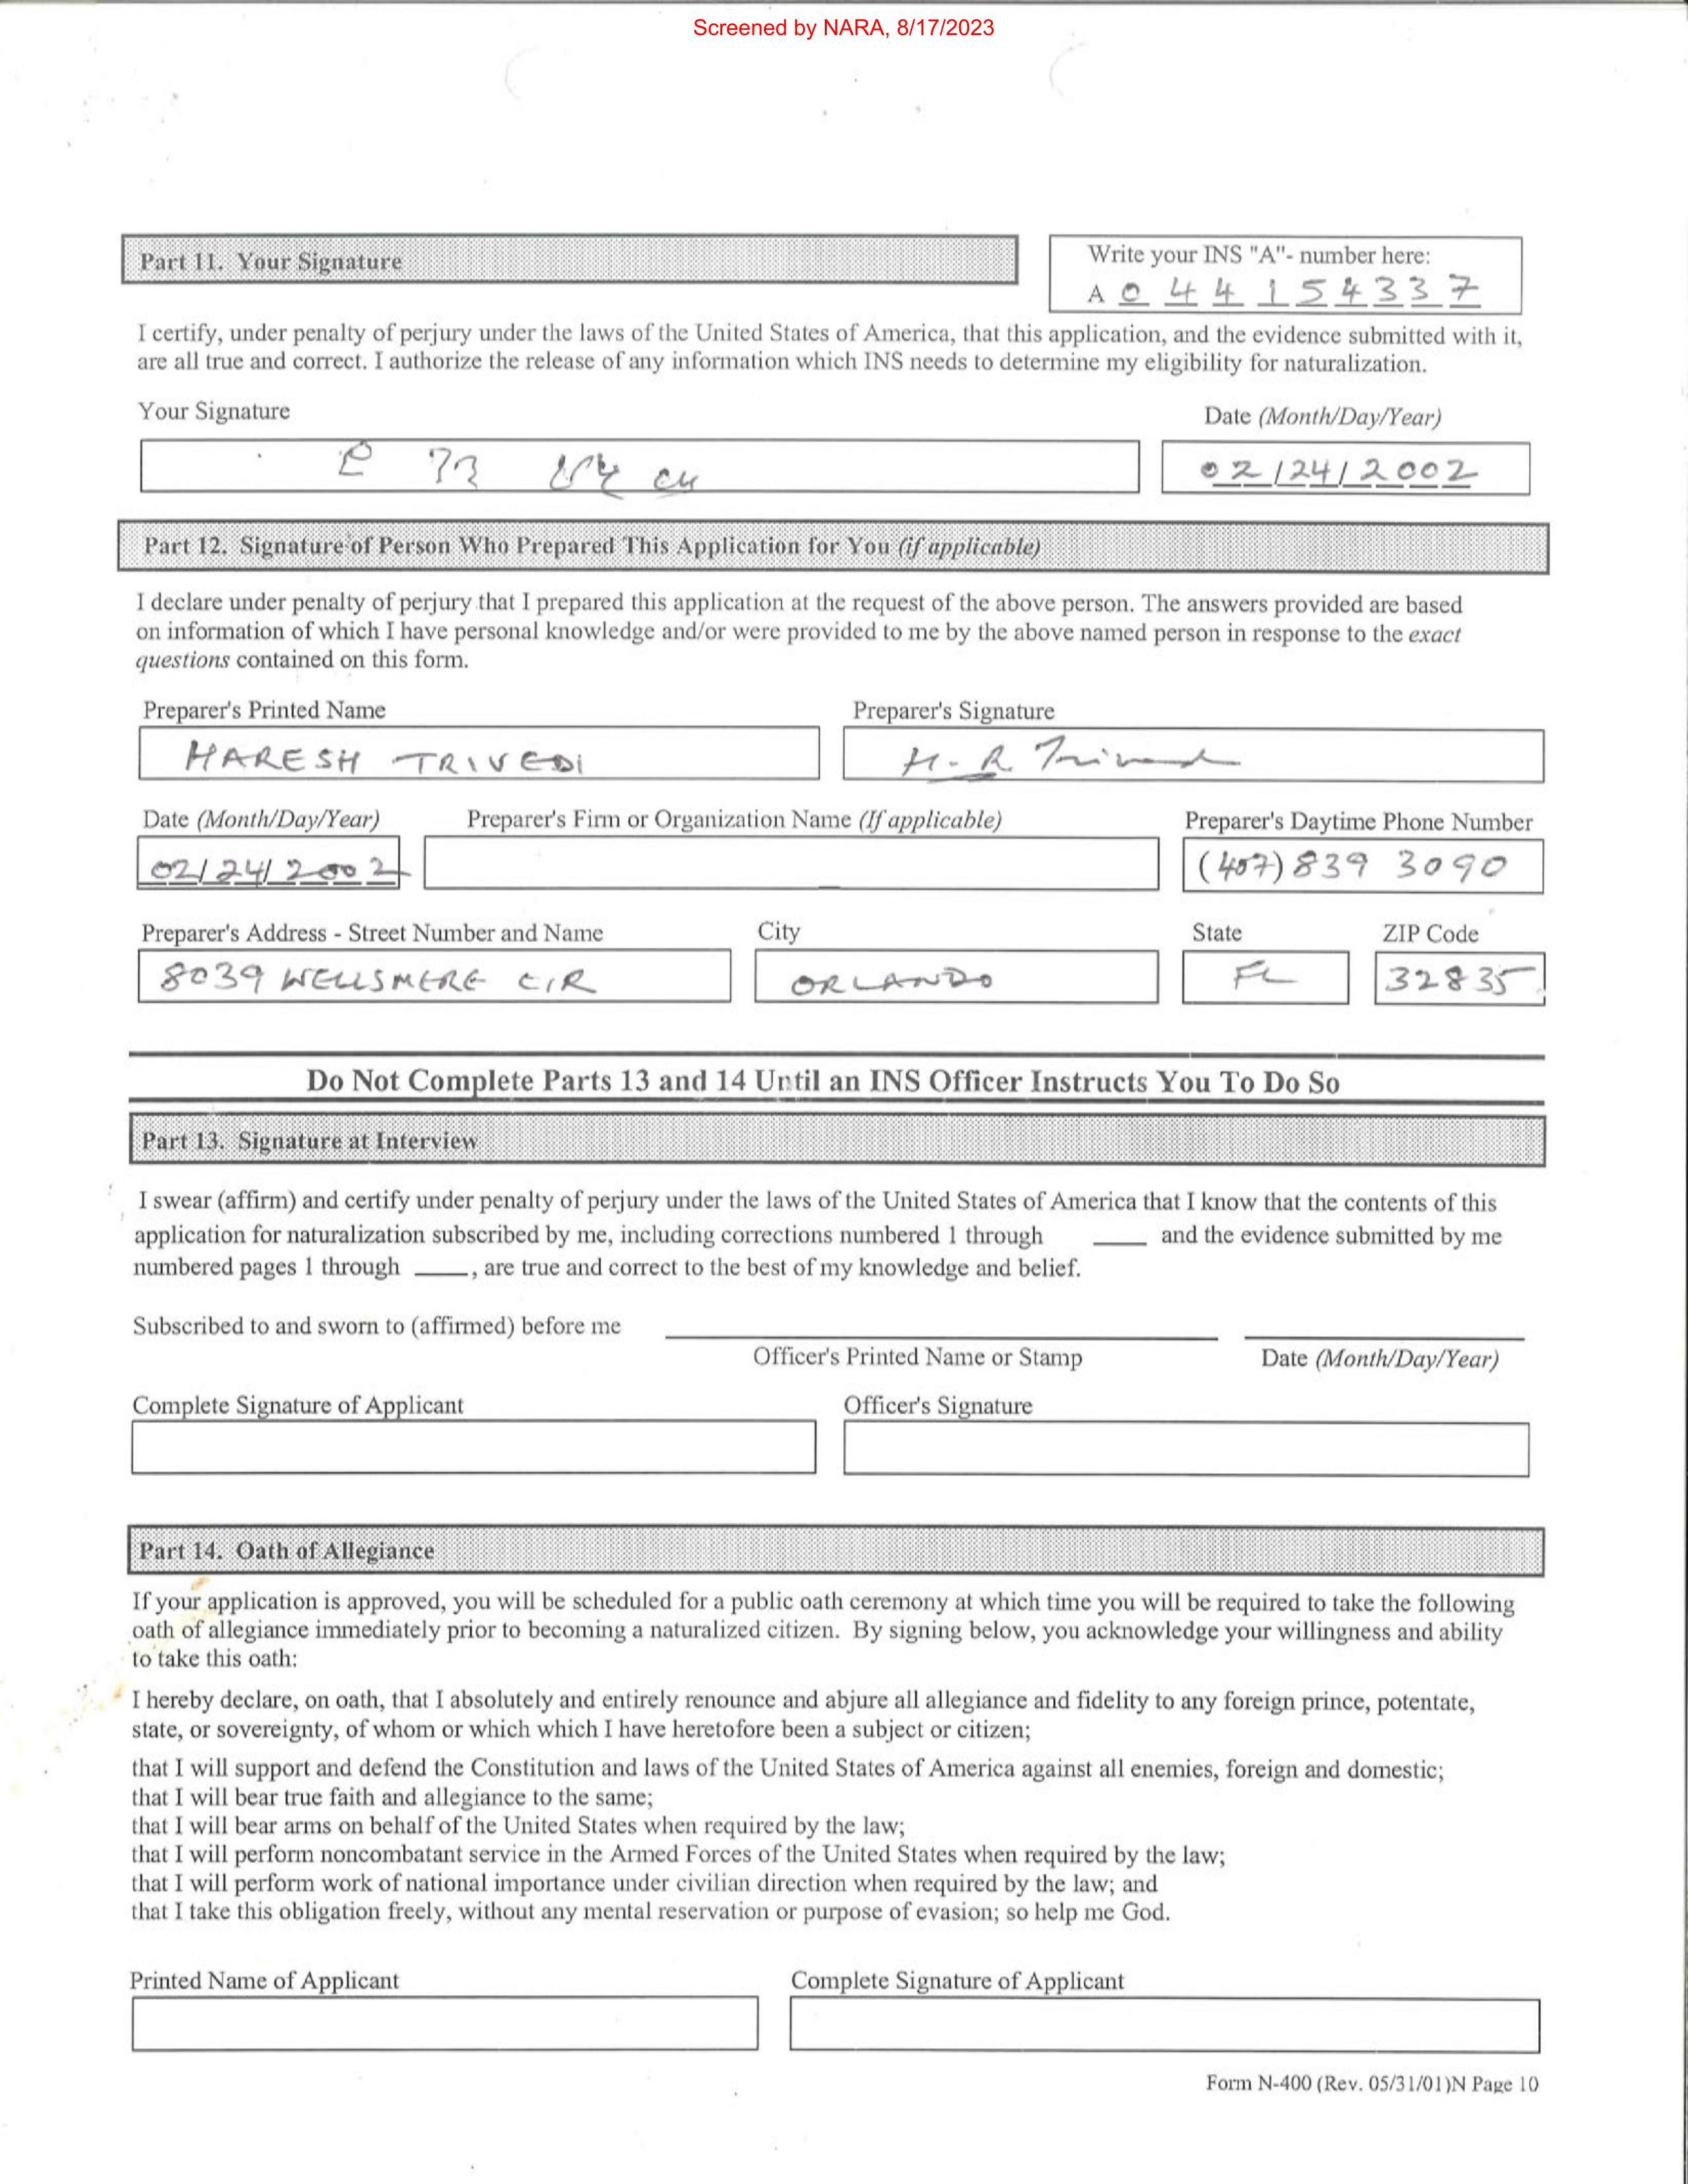 Screened by NARA, 8/17/2023
Part 11. Your Signature
Write your INS "A"- number here:
A 0 4 4 1 5 4 3 3 7
I certify, under penalty of perjury under the laws of the United States of America, that this application, and the evidence submitted with it,
are all true and correct. I authorize the release of any information which INS needs to determine my eligibility for naturalization.
Your Signature
Date (Month/Day/Year)
02/24/2002
Part 12. Signature of Person Who Prepared This Application for You (if applicable)
I declare under penalty of perjury that I prepared this application at the request of the above person. The answers provided are based
on information of which I have personal knowledge and/or were provided to me by the above named person in response to the exact
questions contained on this form.
Preparer's Printed Name
Preparer's Signature
HARESH TRIVEDI
H. R.
Date (Month/Day/Year)
Preparer's Firm or Organization Name (If applicable)
Preparer's Daytime Phone Number
02/24/2002
(407) 839 3090
Preparer's Address - Street Number and Name
City
State
ZIP Code
8039 WELLSMERE CIR
ORLANDO
FL
32835
Do Not Complete Parts 13 and 14 Until an INS Officer Instructs You To Do So
Part 13. Signature at Interview
I swear (affirm) and certify under penalty of perjury under the laws of the United States of America that I know that the contents of this
application for naturalization subscribed by me, including corrections numbered 1 through ____ and the evidence submitted by me
numbered pages 1 through ____, are true and correct to the best of my knowledge and belief.
Subscribed to and sworn to (affirmed) before me
Officer's Printed Name or Stamp
Date (Month/Day/Year)
Complete Signature of Applicant
Officer's Signature
Part 14. Oath of Allegiance
If your application is approved, you will be scheduled for a public oath ceremony at which time you will be required to take the following
oath of allegiance immediately prior to becoming a naturalized citizen. By signing below, you acknowledge your willingness and ability
to take this oath:
I hereby declare, on oath, that I absolutely and entirely renounce and abjure all allegiance and fidelity to any foreign prince, potentate,
state, or sovereignty, of whom or which which I have heretofore been a subject or citizen;
that I will support and defend the Constitution and laws of the United States of America against all enemies, foreign and domestic;
that I will bear true faith and allegiance to the same;
that I will bear arms on behalf of the United States when required by the law;
that I will perform noncombatant service in the Armed Forces of the United States when required by the law;
that I will perform work of national importance under civilian direction when required by the law; and
that I take this obligation freely, without any mental reservation or purpose of evasion; so help me God.
Printed Name of Applicant
Complete Signature of Applicant
Form N-400 (Rev. 05/31/01)N Page 10